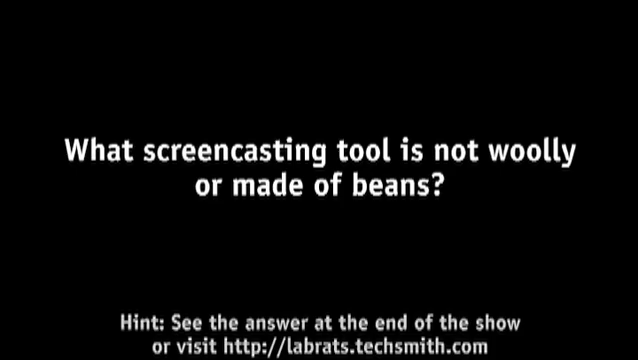 What screencasting tool is not woolly
or made of beans?
Hint: See the answer at the end of the show
or visit http://labrats.techsmith.com